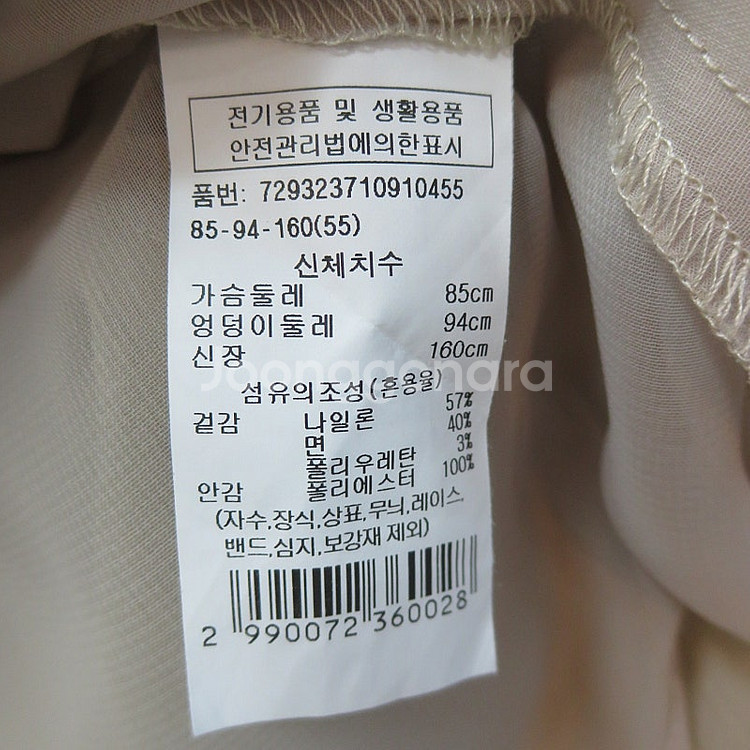 전기용품 및 생활용품
안전관리법에의한표시
품번: 729323710910455
85-94-160(55)
신체치수
가슴둘레 85cm
엉덩이둘레 94cm
신장 160cm
Joonggonara
섬유의조성(혼용율)
겉감 나일론 57%
면 40%
폴리우레탄 3%
안감 폴리에스터 100%
(자수,장식,상표,무늬,레이스,
밴드,심지,보강재 제외)
2 990072 360028